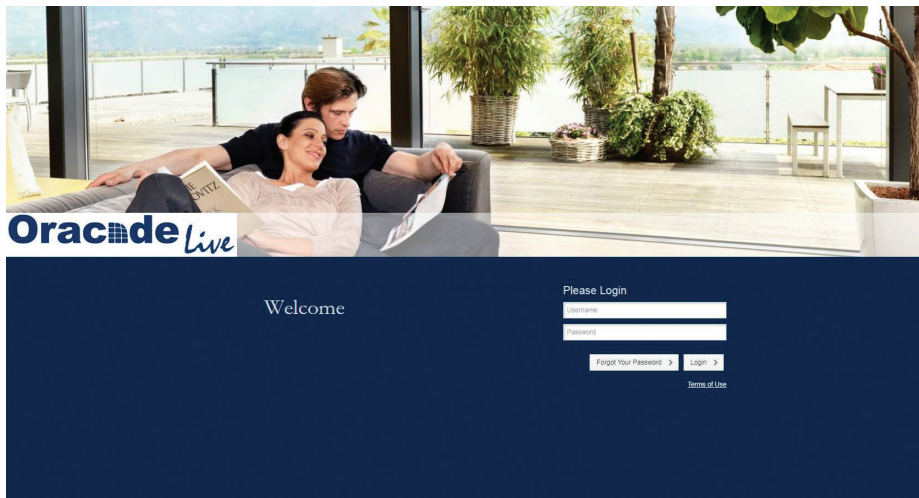 Oracade Live
Welcome
Please Login
Username
Password
Forgot Your Password
Login
Terms of Use